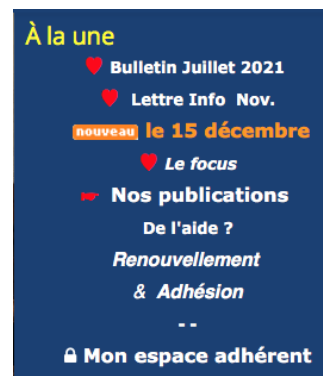 À la une
Bulletin Juillet 2021
Lettre Info Nov.
nouveau le 15 décembre
Le focus
Nos publications
De l'aide ?
Renouvellement
& Adhésion
- -
Mon espace adhérent